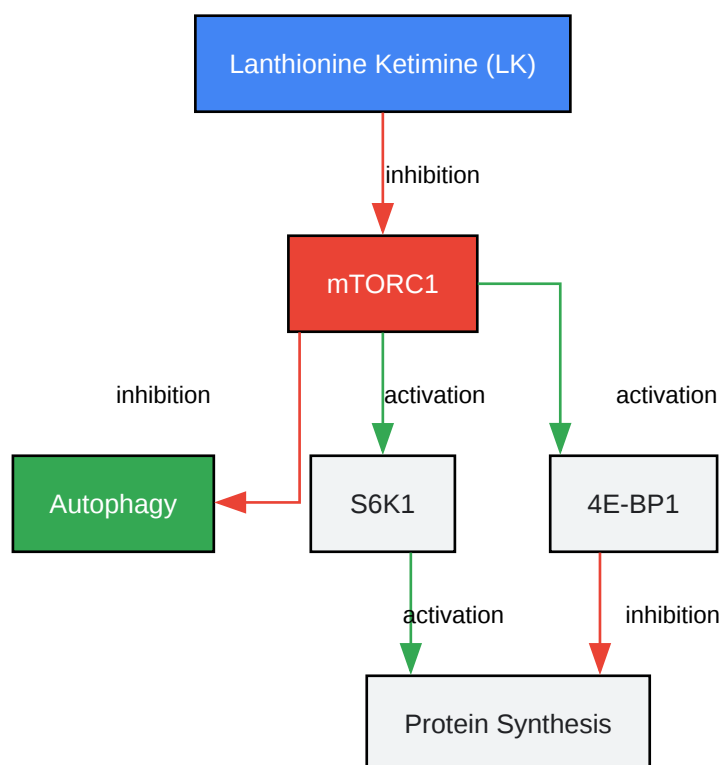 Lanthionine Ketimine (LK)
inhibition
mTORC1
inhibition
activation
activation
Autophagy
S6K1
4E-BP1
activation
inhibition
Protein Synthesis